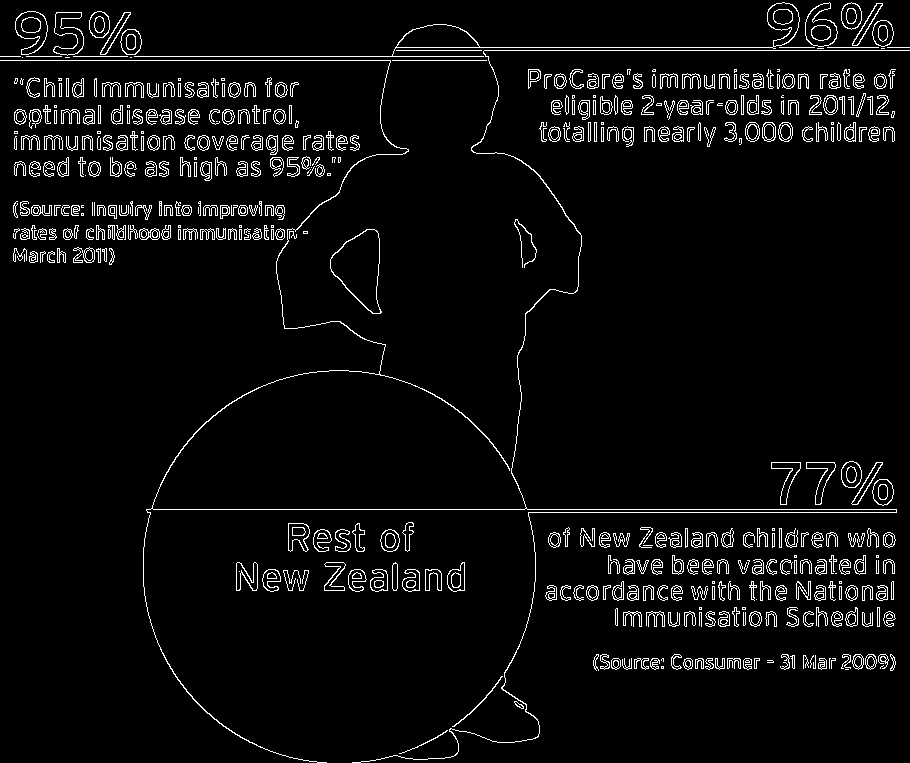 95%
"Child Immunisation for
optimal disease control,
immunisation coverage rates
need to be as high as 95%."
(Source: Inquiry into improving
rates of childhood immunisation -
March 2011)
96%
ProCare's immunisation rate of
eligible 2-year-olds in 2011/12,
totalling nearly 3,000 children
77%
of New Zealand children who
have been vaccinated in
accordance with the National
Immunisation Schedule
(Source: Consumer - 31 Mar 2009)
Rest of
New Zealand